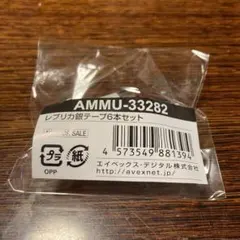 AMMU-33282
レプリカ銀テープ6本セット
SALE
プラ
紙
OPP
4 573549 881394
エイベックス・デジタル株式会社
http://avexnet.jp/